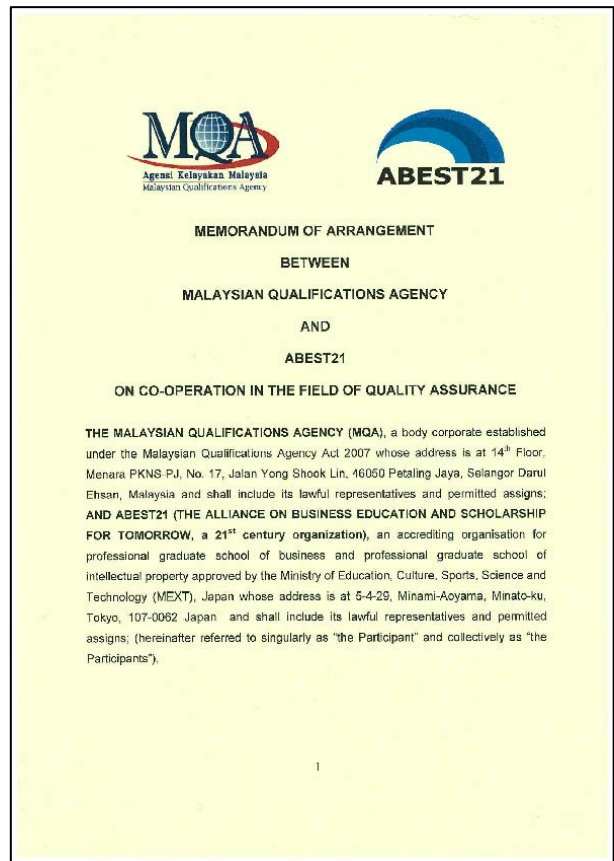 MQA
Agensi Kelayakan Malaysia
Malaysian Qualifications Agency
ABEST21
MEMORANDUM OF ARRANGEMENT
BETWEEN
MALAYSIAN QUALIFICATIONS AGENCY
AND
ABEST21
ON CO-OPERATION IN THE FIELD OF QUALITY ASSURANCE
THE MALAYSIAN QUALIFICATIONS AGENCY (MQA), a body corporate established
under the Malaysian Qualifications Agency Act 2007 whose address is at 14th Floor,
Menara PKNS-PJ, No. 17, Jalan Yong Shook Lin, 46050 Petaling Jaya, Selangor Darul
Ehsan, Malaysia and shall include its lawful representatives and permitted assigns;
AND ABEST21 (THE ALLIANCE ON BUSINESS EDUCATION AND SCHOLARSHIP
FOR TOMORROW, a 21st century organization), an accrediting organisation for
professional graduate school of business and professional graduate school of
intellectual property approved by the Ministry of Education, Culture, Sports, Science and
Technology (MEXT), Japan whose address is at 5-4-29, Minami-Aoyama, Minato-ku,
Tokyo, 107-0062 Japan and shall include its lawful representatives and permitted
assigns; (hereinafter referred to singularly as "the Participant" and collectively as "the
Participants").
1